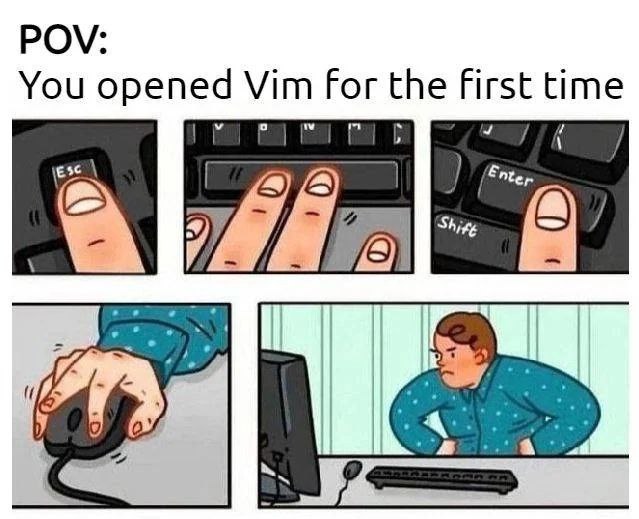 POV:
You opened Vim for the first time
Esc
V
B
N
M
Enter
Shift